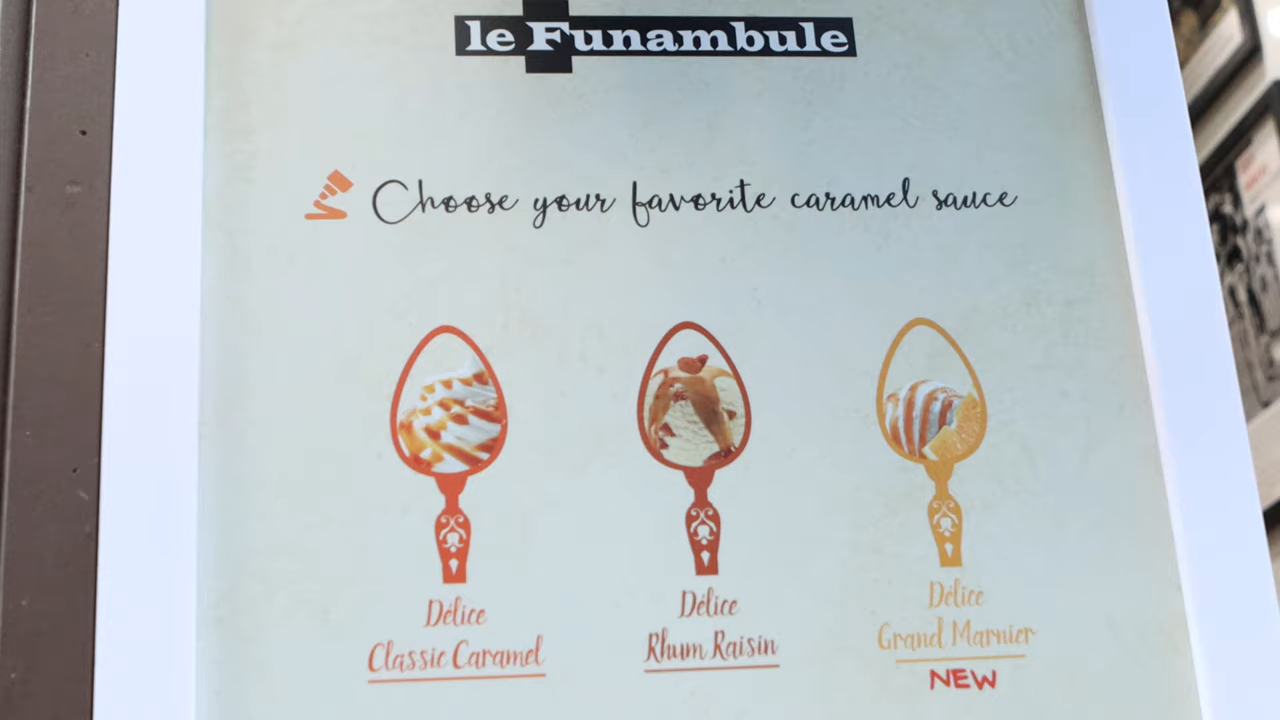 le Funambule
Choose your favorite caramel sauce
Délice
Classic Caramel
Délice
Rhum Raisin
Délice
Grand Marnier
NEW